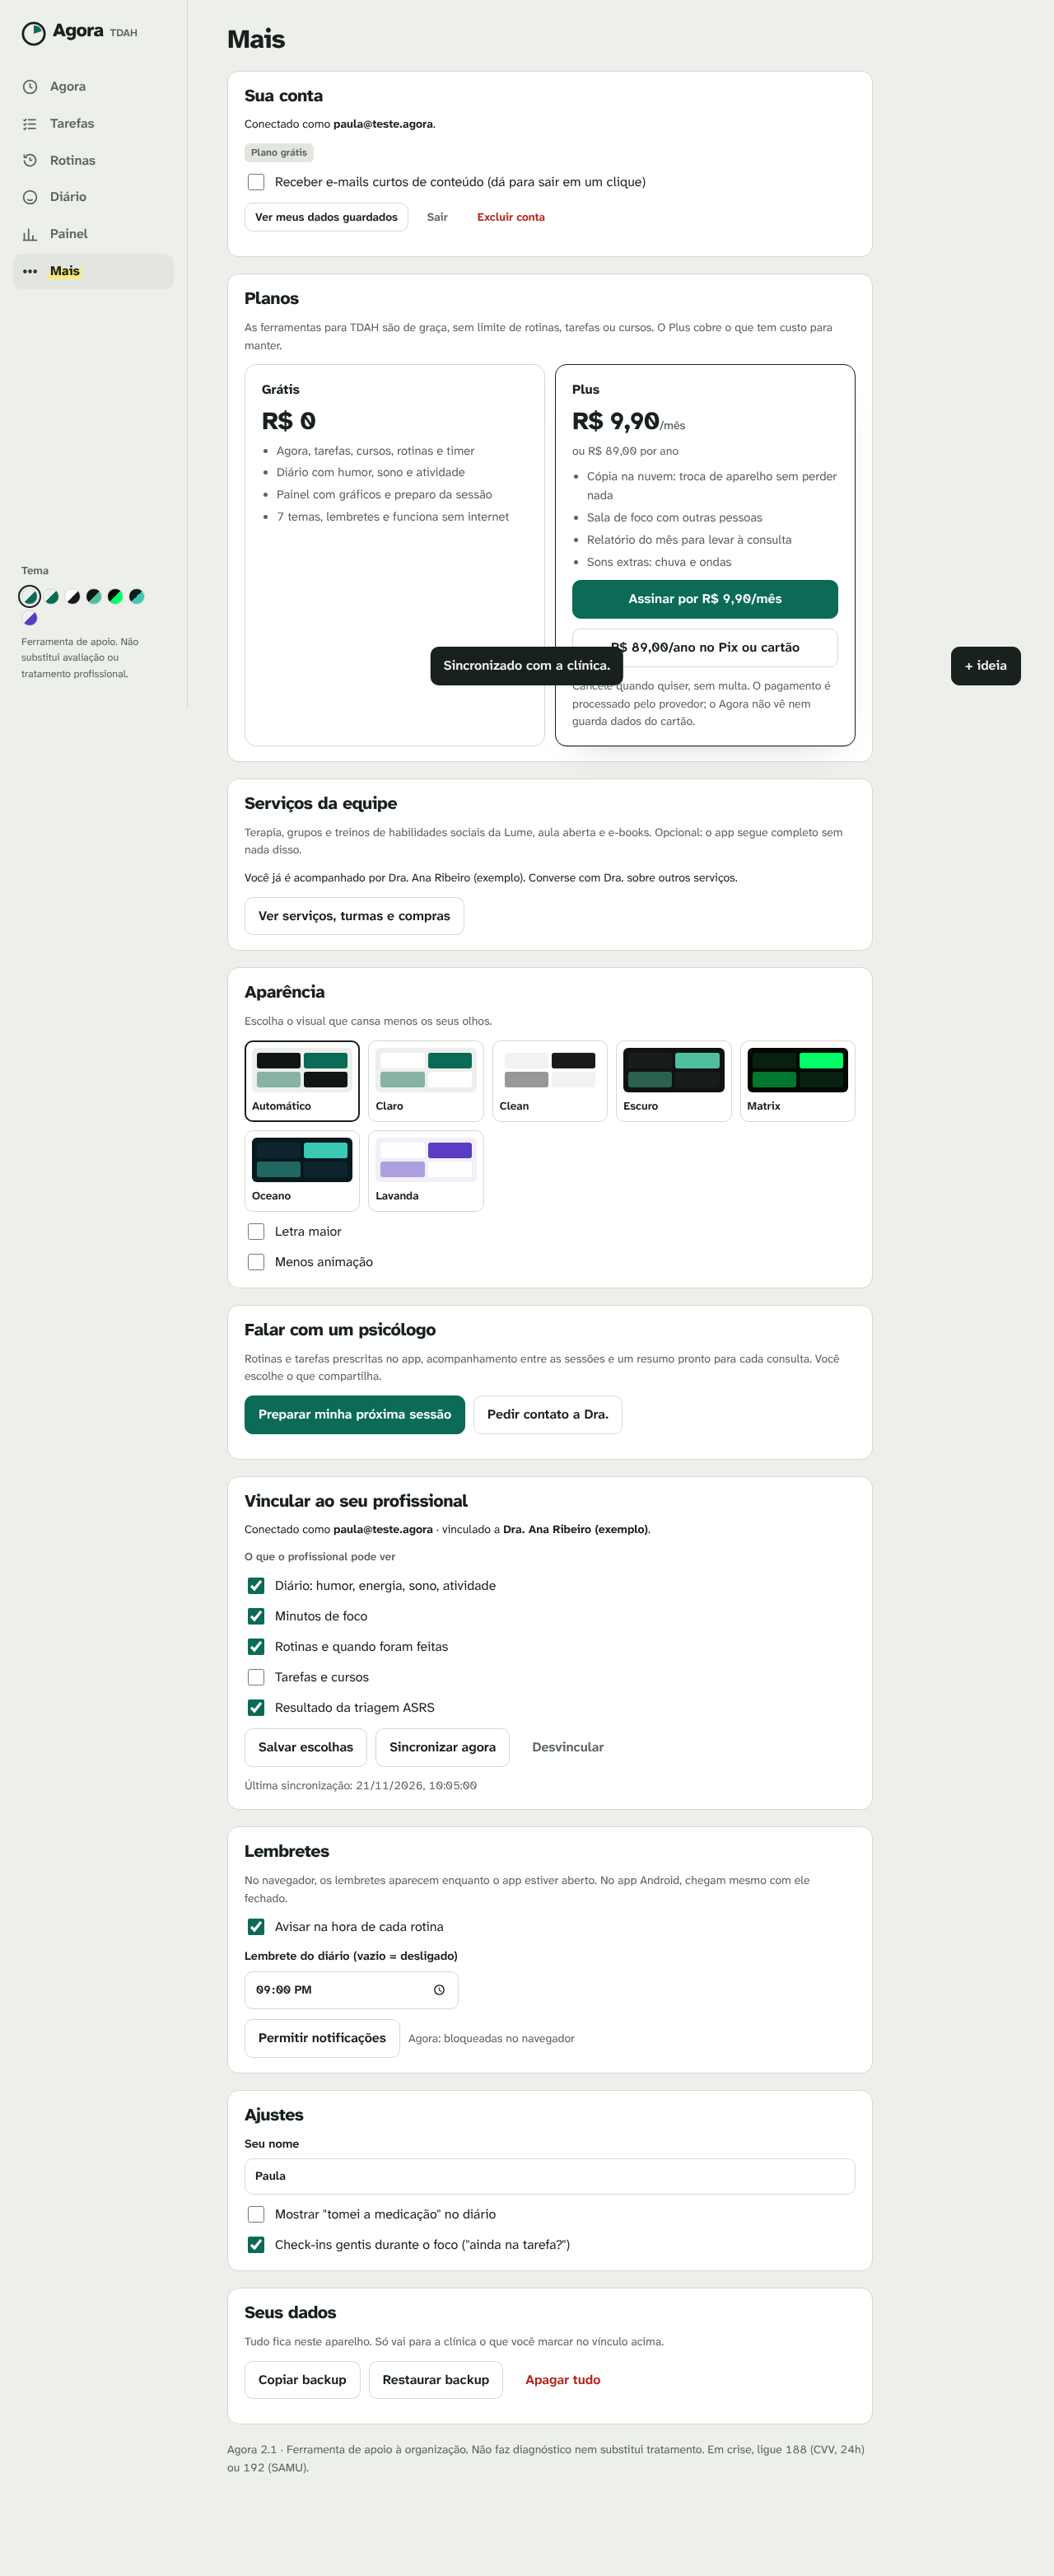 Agora TDAH
Agora
Tarefas
Rotinas
Diário
Painel
Mais
Tema
Ferramenta de apoio. Não
substitui avaliação ou
tratamento profissional.
Mais
Sua conta
Conectado como paula@teste.agora.
Plano grátis
Receber e-mails curtos de conteúdo (dá para sair em um clique)
Ver meus dados guardados
Sair
Excluir conta
Planos
As ferramentas para TDAH são de graça, sem limite de rotinas, tarefas ou cursos. O Plus cobre o que tem custo para
manter.
Grátis
R$ 0
• Agora, tarefas, cursos, rotinas e timer
• Diário com humor, sono e atividade
• Painel com gráficos e preparo da sessão
• 7 temas, lembretes e funciona sem internet
Plus
R$ 9,90/mês
ou R$ 89,00 por ano
• Cópia na nuvem: troca de aparelho sem perder
nada
• Sala de foco com outras pessoas
• Relatório do mês para levar à consulta
• Sons extras: chuva e ondas
Assinar por R$ 9,90/mês
R$ 89,00/ano no Pix ou cartão
Sincronizado com a clínica.
+ ideia
Cancele quando quiser, sem multa. O pagamento é
processado pelo provedor; o Agora não vê nem
guarda dados do cartão.
Serviços da equipe
Terapia, grupos e treinos de habilidades sociais da Lume, aula aberta e e-books. Opcional: o app segue completo sem
nada disso.
Você já é acompanhado por Dra. Ana Ribeiro (exemplo). Converse com Dra. sobre outros serviços.
Ver serviços, turmas e compras
Aparência
Escolha o visual que cansa menos os seus olhos.
Automático
Claro
Clean
Escuro
Matrix
Oceano
Lavanda
Letra maior
Menos animação
Falar com um psicólogo
Rotinas e tarefas prescritas no app, acompanhamento entre as sessões e um resumo pronto para cada consulta. Você
escolhe o que compartilha.
Preparar minha próxima sessão
Pedir contato a Dra.
Vincular ao seu profissional
Conectado como paula@teste.agora · vinculado a Dra. Ana Ribeiro (exemplo).
O que o profissional pode ver
Diário: humor, energia, sono, atividade
Minutos de foco
Rotinas e quando foram feitas
Tarefas e cursos
Resultado da triagem ASRS
Salvar escolhas
Sincronizar agora
Desvincular
Última sincronização: 21/11/2026, 10:05:00
Lembretes
No navegador, os lembretes aparecem enquanto o app estiver aberto. No app Android, chegam mesmo com ele
fechado.
Avisar na hora de cada rotina
Lembrete do diário (vazio = desligado)
09:00 PM
Permitir notificações
Agora: bloqueadas no navegador
Ajustes
Seu nome
Paula
Mostrar "tomei a medicação" no diário
Check-ins gentis durante o foco ("ainda na tarefa?")
Seus dados
Tudo fica neste aparelho. Só vai para a clínica o que você marcar no vínculo acima.
Copiar backup
Restaurar backup
Apagar tudo
Agora 2.1 · Ferramenta de apoio à organização. Não faz diagnóstico nem substitui tratamento. Em crise, ligue 188 (CVV, 24h)
ou 192 (SAMU).